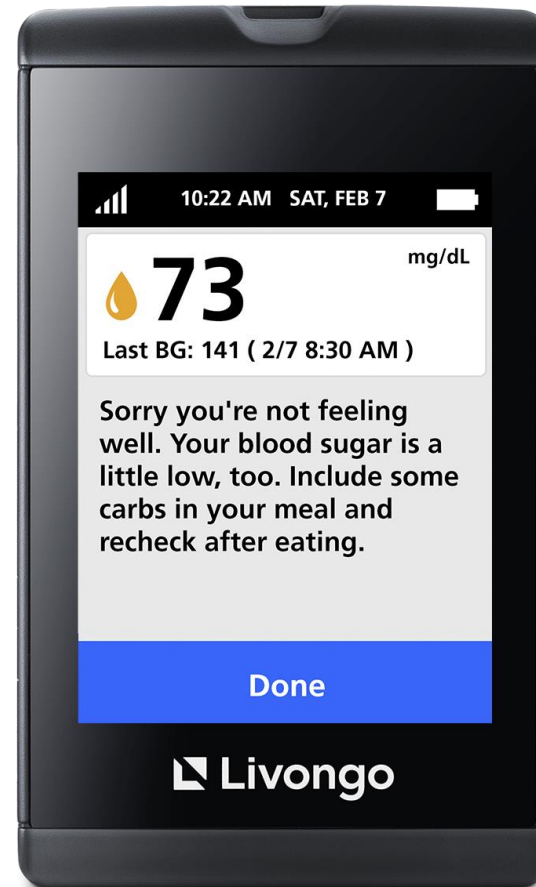 10:22 AM SAT, FEB 7
73 mg/dL
Last BG: 141 ( 2/7 8:30 AM )
Sorry you're not feeling
well. Your blood sugar is a
little low, too. Include some
carbs in your meal and
recheck after eating.
Done
Livongo